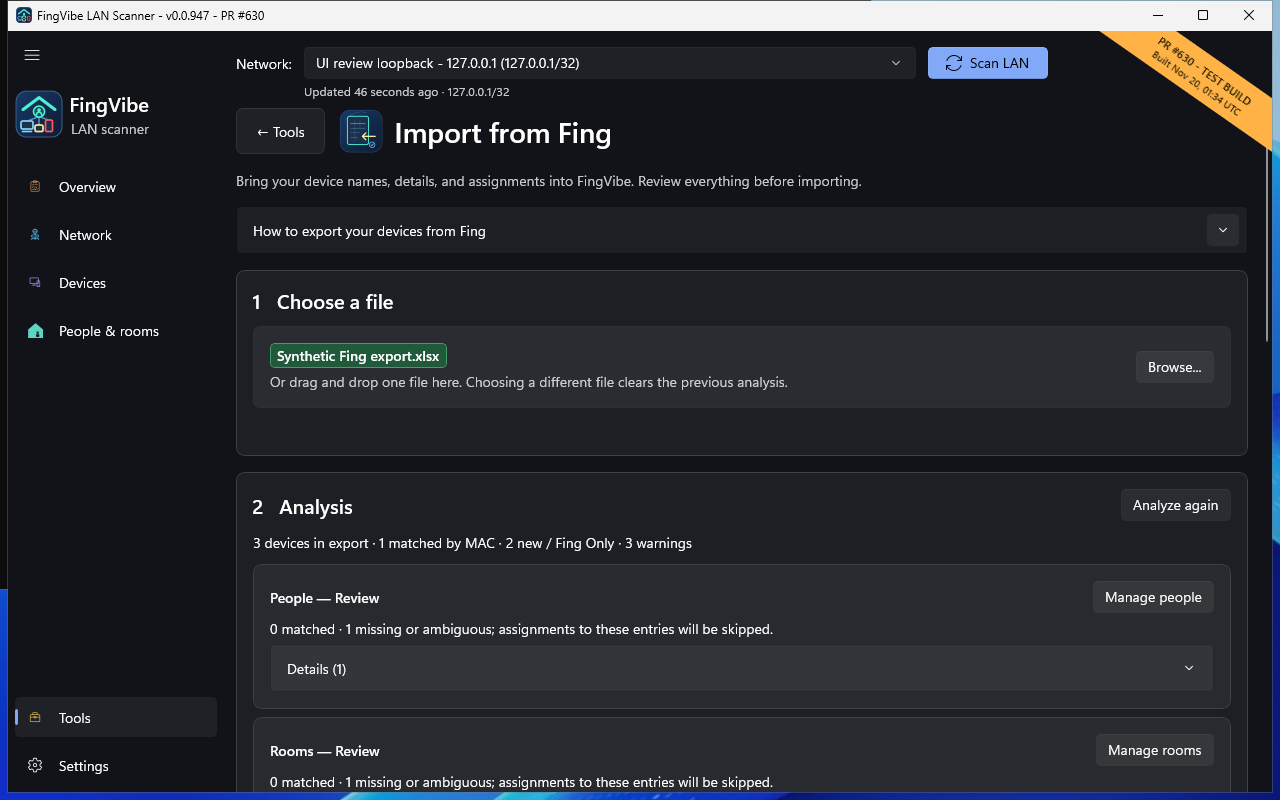 FingVibe LAN Scanner - v0.0.947 - PR #630
Network: UI review loopback - 127.0.0.1 (127.0.0.1/32) Scan LAN
Updated 46 seconds ago · 127.0.0.1/32
PR #630 - TEST BUILD
Built Nov 20, 01:34 UTC
FingVibe
LAN scanner
Overview
Network
Devices
People & rooms
Tools
Settings
← Tools Import from Fing
Bring your device names, details, and assignments into FingVibe. Review everything before importing.
How to export your devices from Fing
1 Choose a file
Synthetic Fing export.xlsx
Or drag and drop one file here. Choosing a different file clears the previous analysis.
Browse...
2 Analysis Analyze again
3 devices in export · 1 matched by MAC · 2 new / Fing Only · 3 warnings
People — Review Manage people
0 matched · 1 missing or ambiguous; assignments to these entries will be skipped.
Details (1)
Rooms — Review Manage rooms
0 matched · 1 missing or ambiguous; assignments to these entries will be skipped.